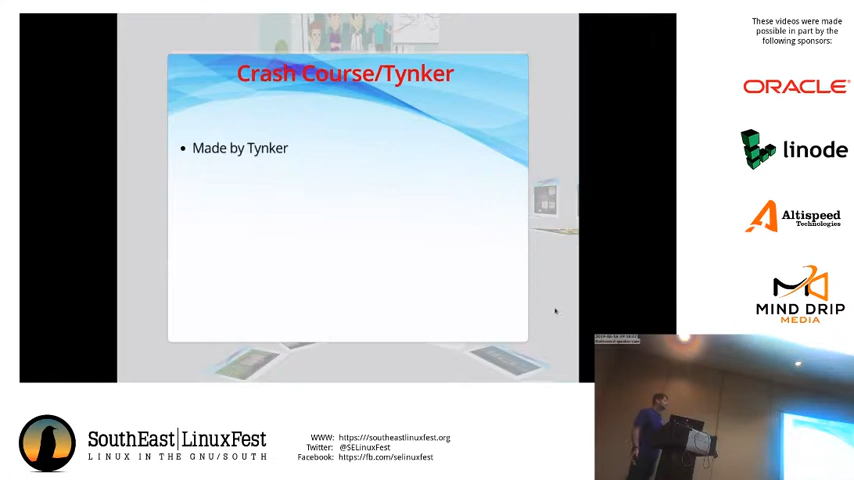 These videos were made
possible in part by the
following sponsors:
Crash Course/Tynker
• Made by Tynker
ORACLE
linode
Altispeed
Technologies
MIND DRIP
MEDIA
SouthEast|LinuxFest
LINUX IN THE GNU/SOUTH
WWW: https:///southeastlinuxfest.org
Twitter: @SELinuxFest
Facebook: https://fb.com/selinuxfest